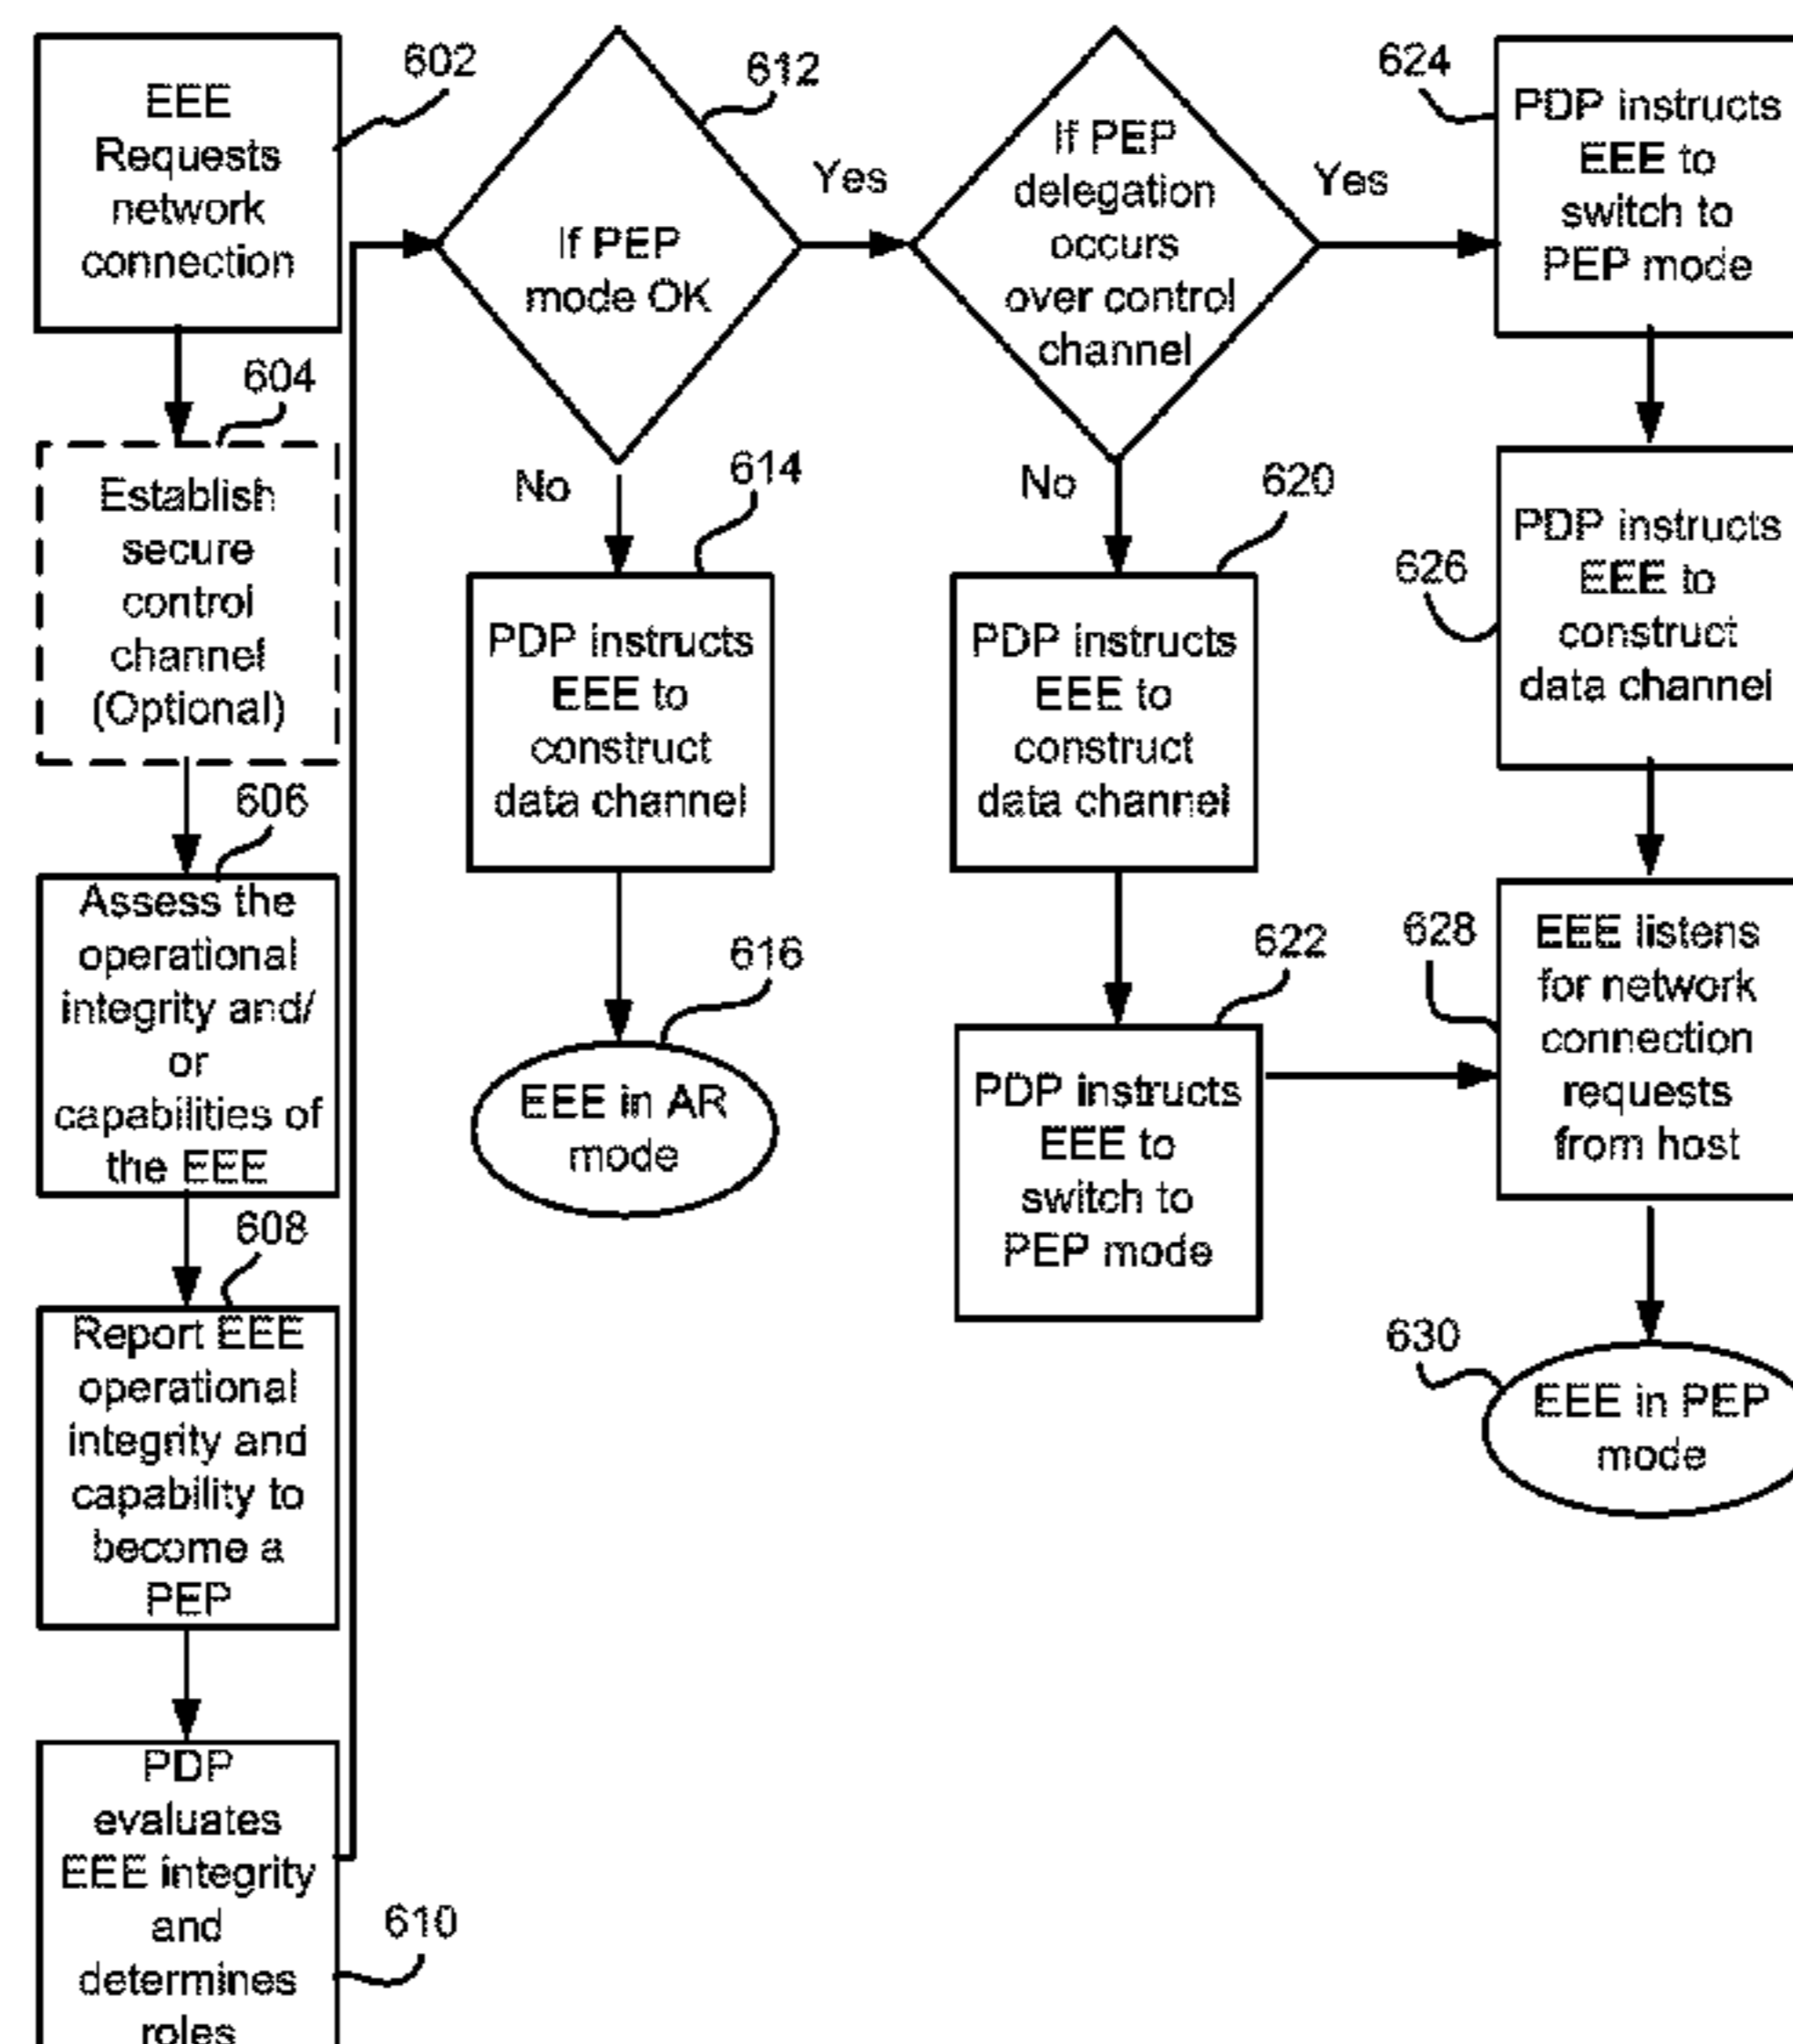 EEE
Requests
network
connection
602
604
Establish
secure
control
channel
(Optional)
606
Assess the
operational
integrity and/
or
capabilities of
the EEE
608
Report EEE
operational
integrity and
capability to
become a
PEP
PDP
evaluates
EEE integrity
and
determines
roles
610
612
If PEP
mode OK
Yes
No
614
PDP instructs
EEE to
construct
data channel
616
EEE in AR
mode
If PEP
delegation
occurs
over control
channel
Yes
No
620
PDP instructs
EEE to
construct
data channel
622
PDP instructs
EEE to
switch to
PEP mode
624
PDP instructs
EEE to
switch to
PEP mode
626
PDP instructs
EEE to
construct
data channel
628
EEE listens
for network
connection
requests
from host
630
EEE in PEP
mode